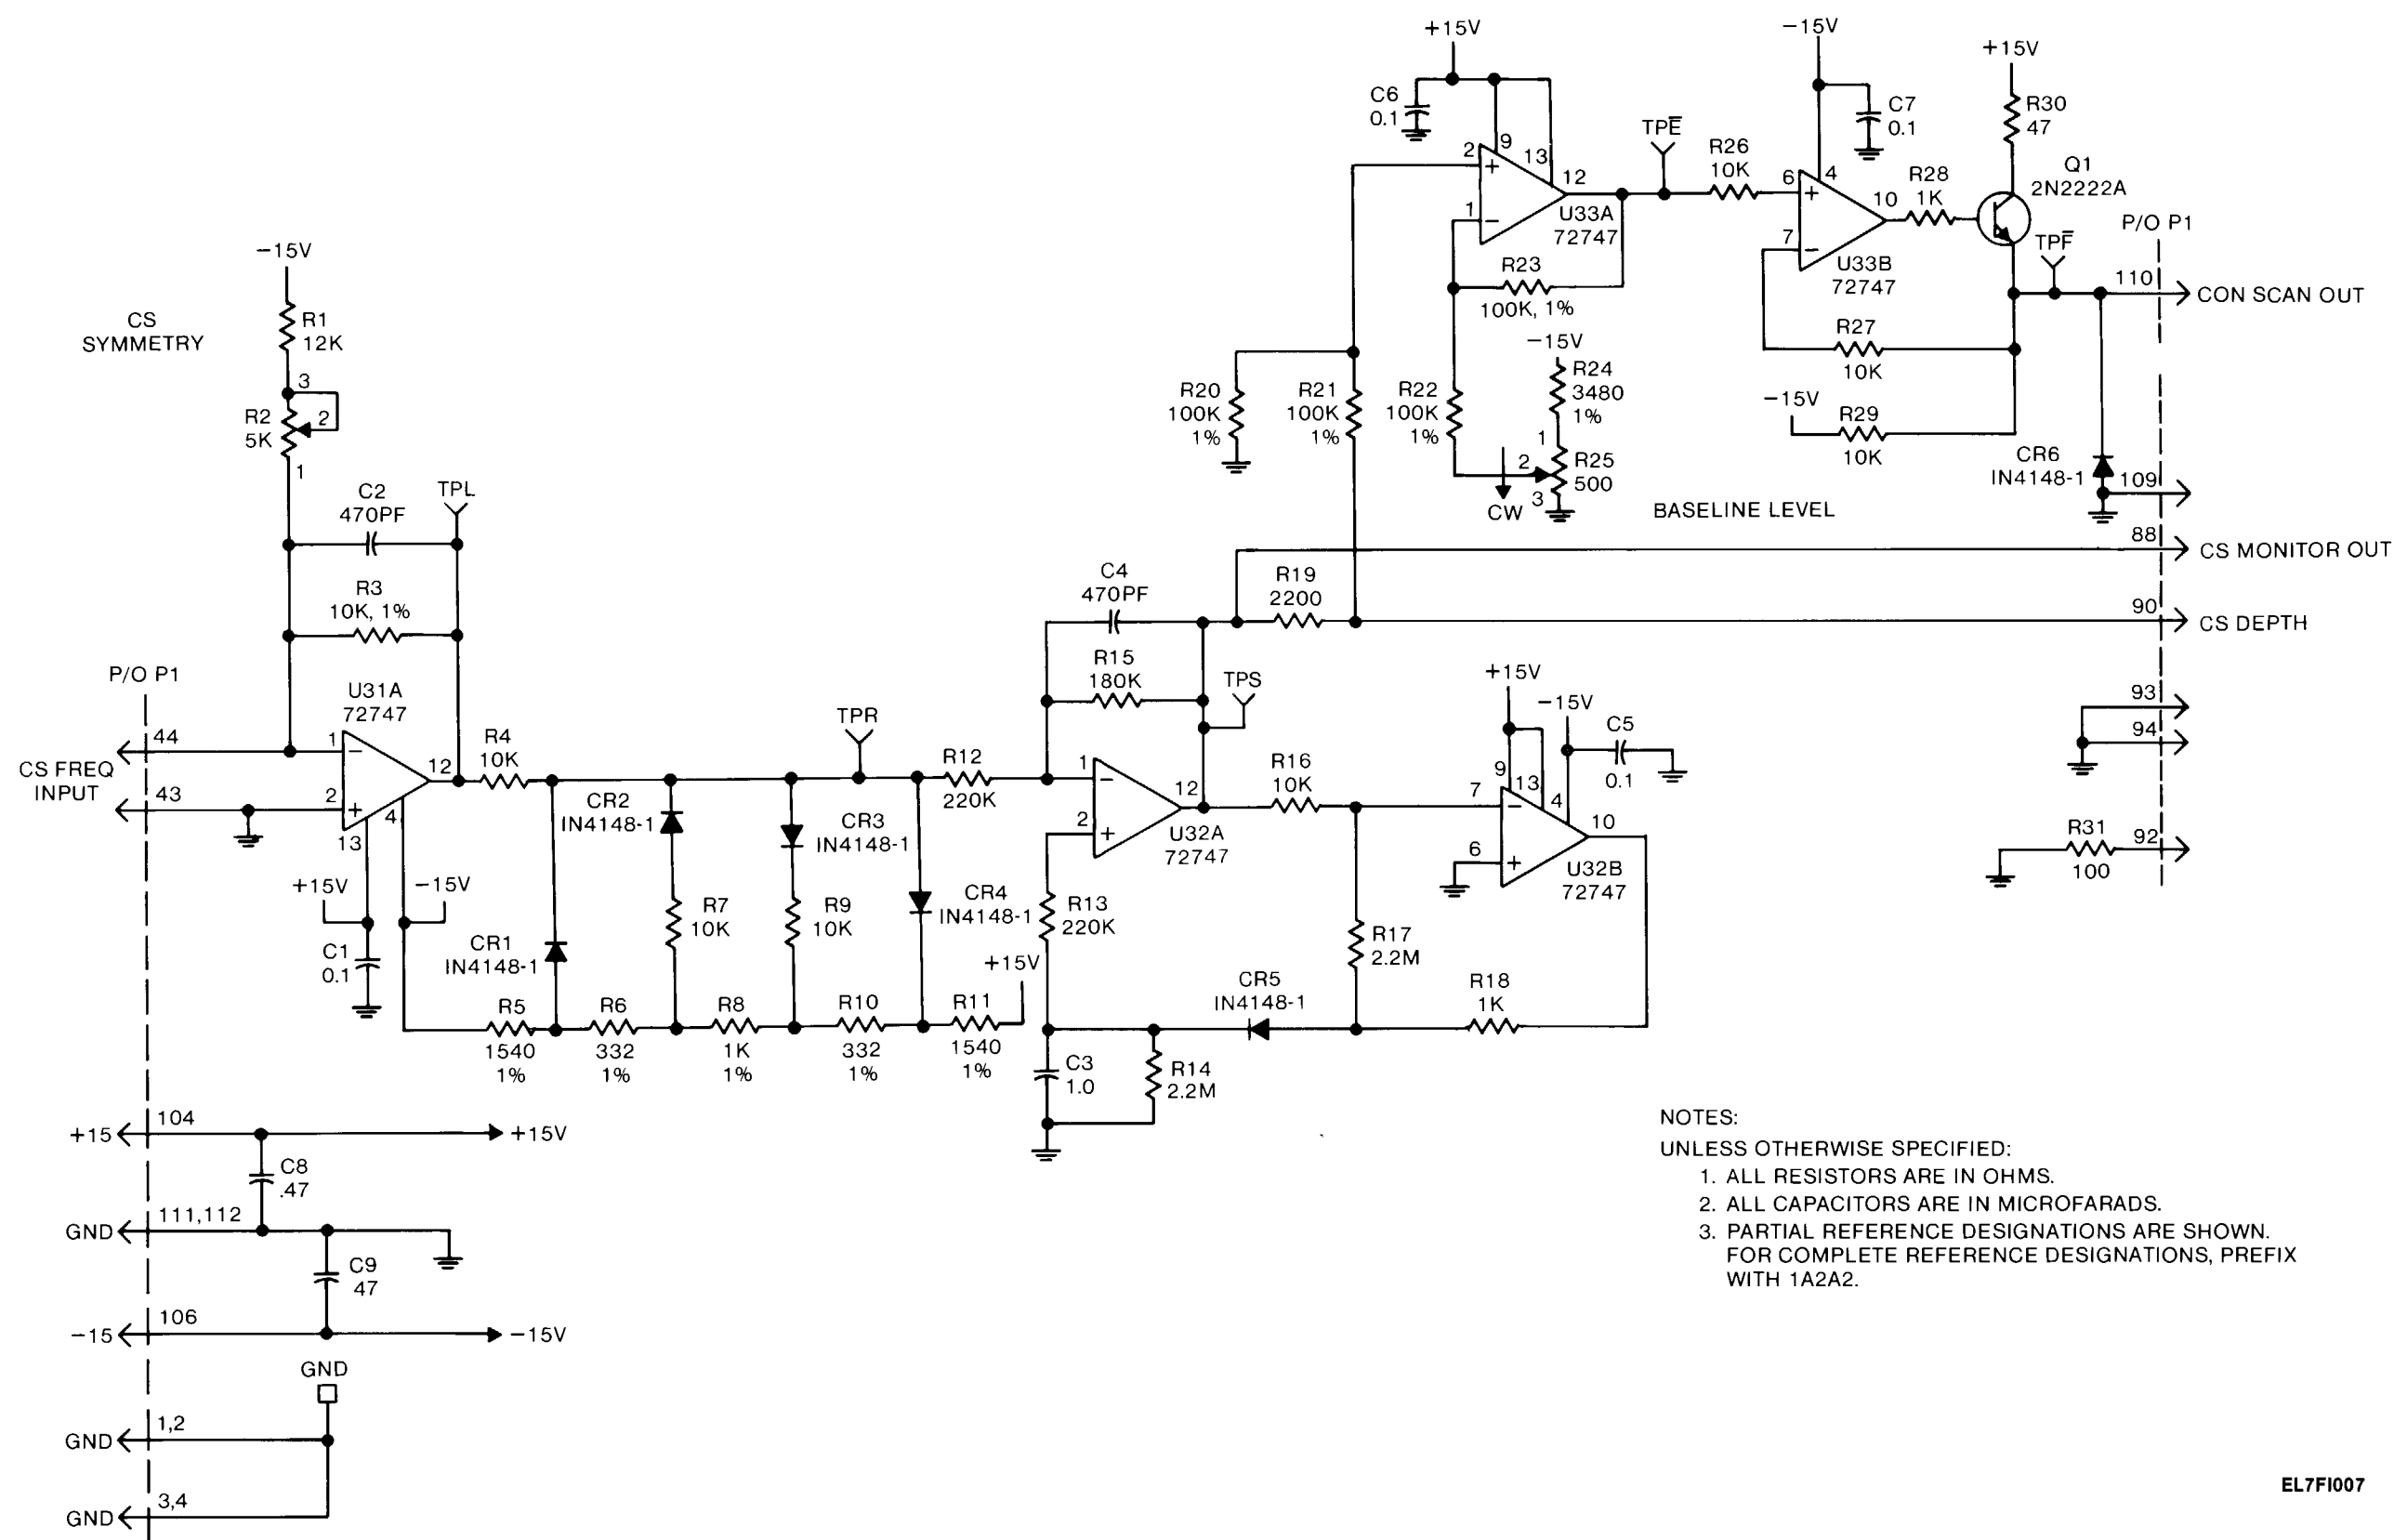 +15V
C6
0.1
9
2
+
13
12
1
−
U33A
72747
R23
100K, 1%
TPE̅
R26
10K
−15V
C7
0.1
6
+
4
10
7
−
U33B
72747
R28
1K
+15V
R30
47
Q1
2N2222A
TPF̅
P/O P1
110
CON SCAN OUT
R27
10K
−15V
R29
10K
CR6
IN4148-1
109
88
CS MONITOR OUT
90
CS DEPTH
93
94
R31
100
92
R20
100K
1%
R21
100K
1%
R22
100K
1%
−15V
R24
3480
1%
1
2
3
R25
500
CW
BASELINE LEVEL
CS
SYMMETRY
−15V
R1
12K
3
R2
5K
2
1
C2
470PF
TPL
R3
10K, 1%
P/O P1
U31A
72747
44
1
−
CS FREQ
INPUT
43
2
+
12
4
13
+15V
−15V
C1
0.1
R4
10K
CR1
IN4148-1
CR2
IN4148-1
R7
10K
CR3
IN4148-1
R9
10K
TPR
CR4
IN4148-1
+15V
R5
1540
1%
R6
332
1%
R8
1K
1%
R10
332
1%
R11
1540
1%
R12
220K
C4
470PF
R15
180K
R19
2200
TPS
1
−
2
+
12
U32A
72747
R13
220K
C3
1.0
R14
2.2M
CR5
IN4148-1
R16
10K
R17
2.2M
R18
1K
+15V
−15V
C5
0.1
9
13
4
7
−
6
+
10
U32B
72747
+15
104
+15V
C8
.47
GND
111,112
C9
47
−15
106
−15V
GND
GND
1,2
GND
3,4
NOTES:
UNLESS OTHERWISE SPECIFIED:
1. ALL RESISTORS ARE IN OHMS.
2. ALL CAPACITORS ARE IN MICROFARADS.
3. PARTIAL REFERENCE DESIGNATIONS ARE SHOWN.
FOR COMPLETE REFERENCE DESIGNATIONS, PREFIX
WITH 1A2A2.
EL7FI007